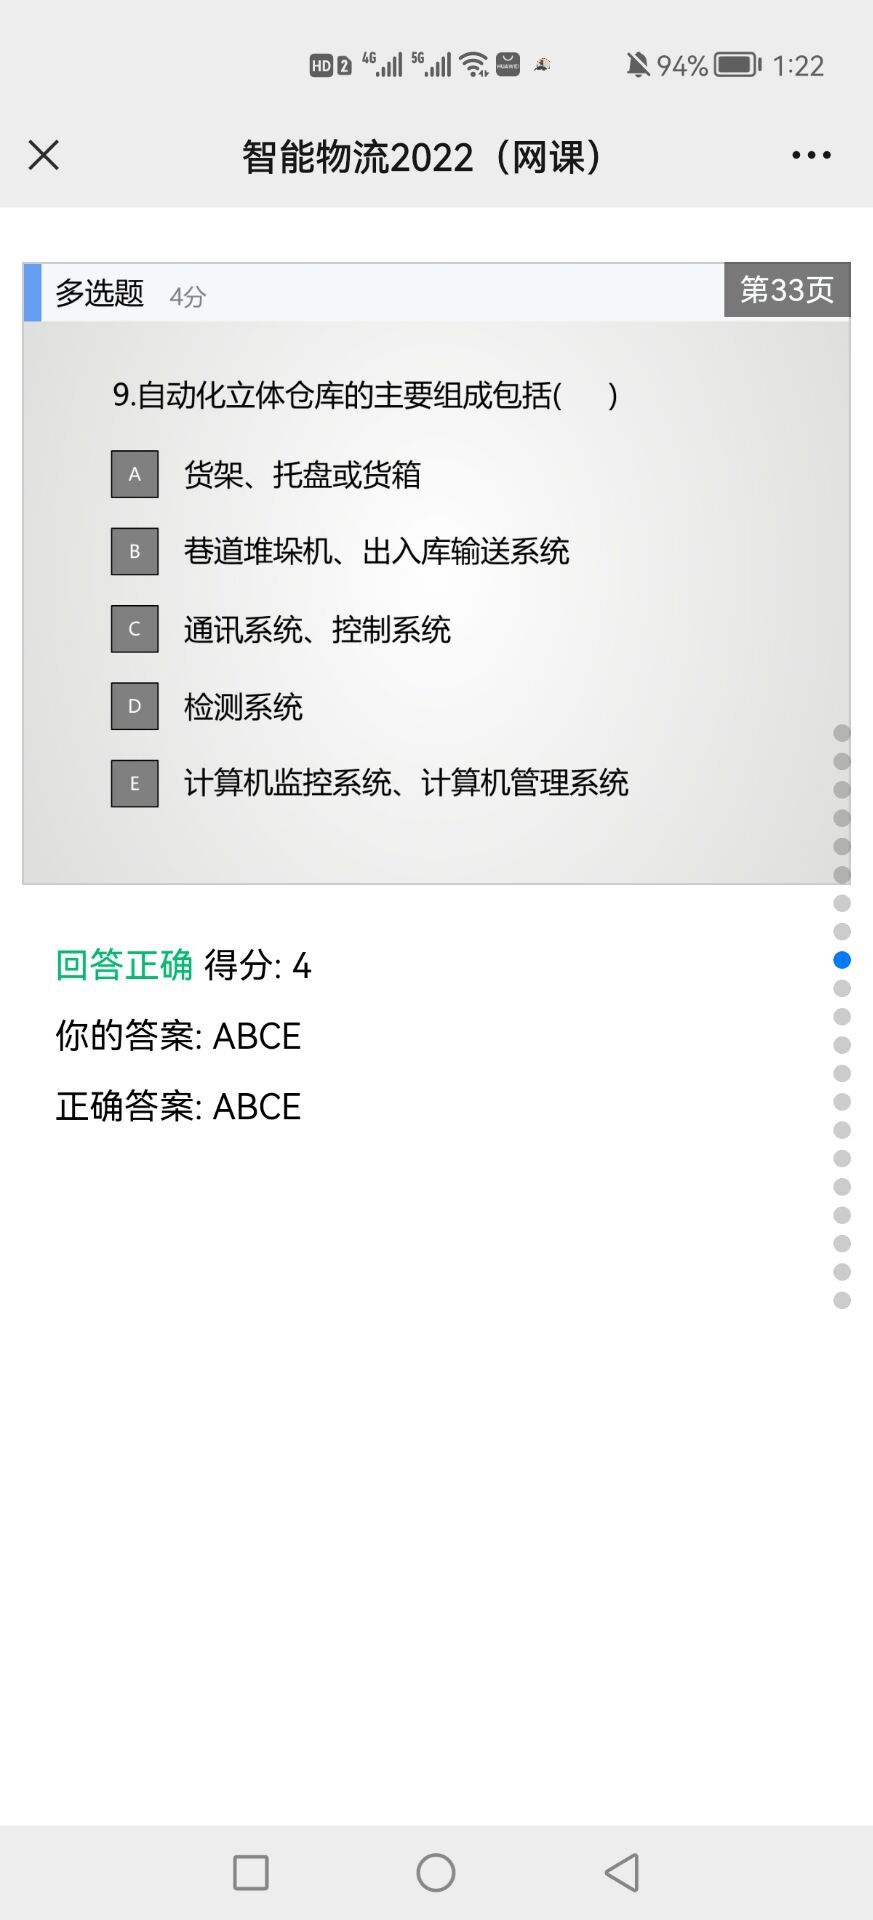 HD 2 4G 5G HUAWEI 94% 1:22
智能物流2022（网课）
多选题 4分 第33页
9.自动化立体仓库的主要组成包括( )
A 货架、托盘或货箱
B 巷道堆垛机、出入库输送系统
C 通讯系统、控制系统
D 检测系统
E 计算机监控系统、计算机管理系统
回答正确 得分: 4
你的答案: ABCE
正确答案: ABCE